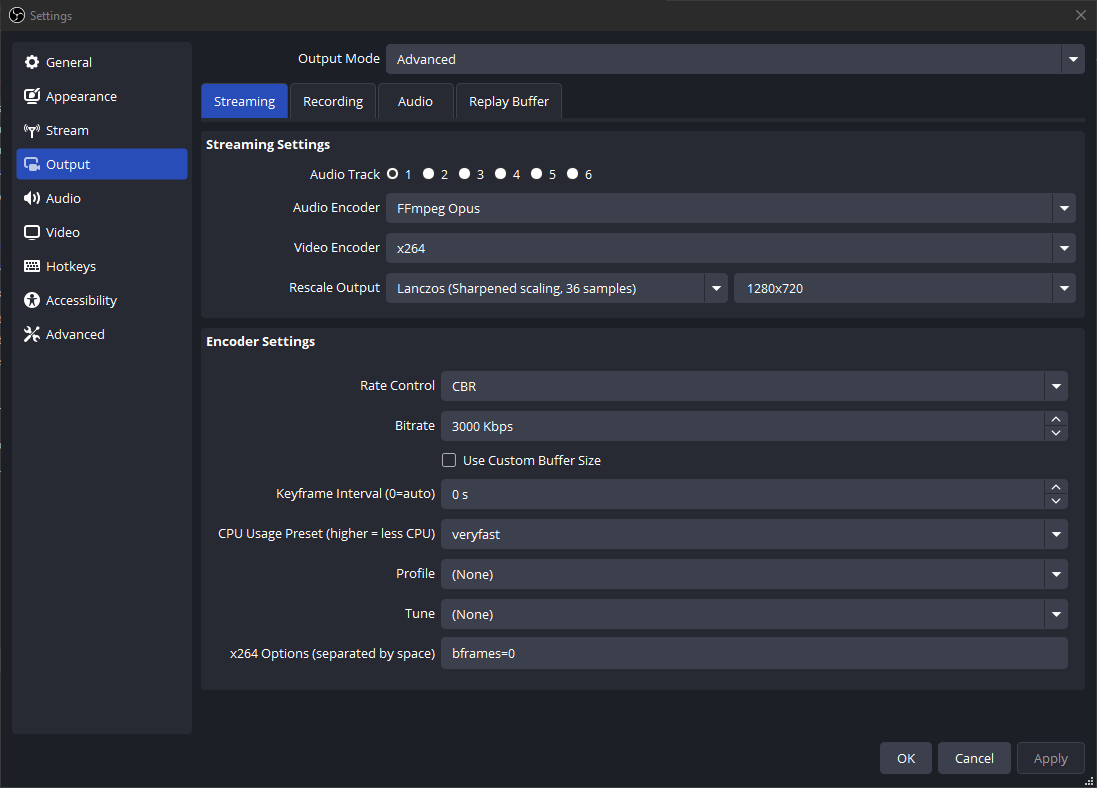 Settings
General
Appearance
Stream
Output
Audio
Video
Hotkeys
Accessibility
Advanced
Output Mode Advanced
Streaming Recording Audio Replay Buffer
Streaming Settings
Audio Track 1 2 3 4 5 6
Audio Encoder FFmpeg Opus
Video Encoder x264
Rescale Output Lanczos (Sharpened scaling, 36 samples) 1280x720
Encoder Settings
Rate Control CBR
Bitrate 3000 Kbps
Use Custom Buffer Size
Keyframe Interval (0=auto) 0 s
CPU Usage Preset (higher = less CPU) veryfast
Profile (None)
Tune (None)
x264 Options (separated by space) bframes=0
OK Cancel Apply